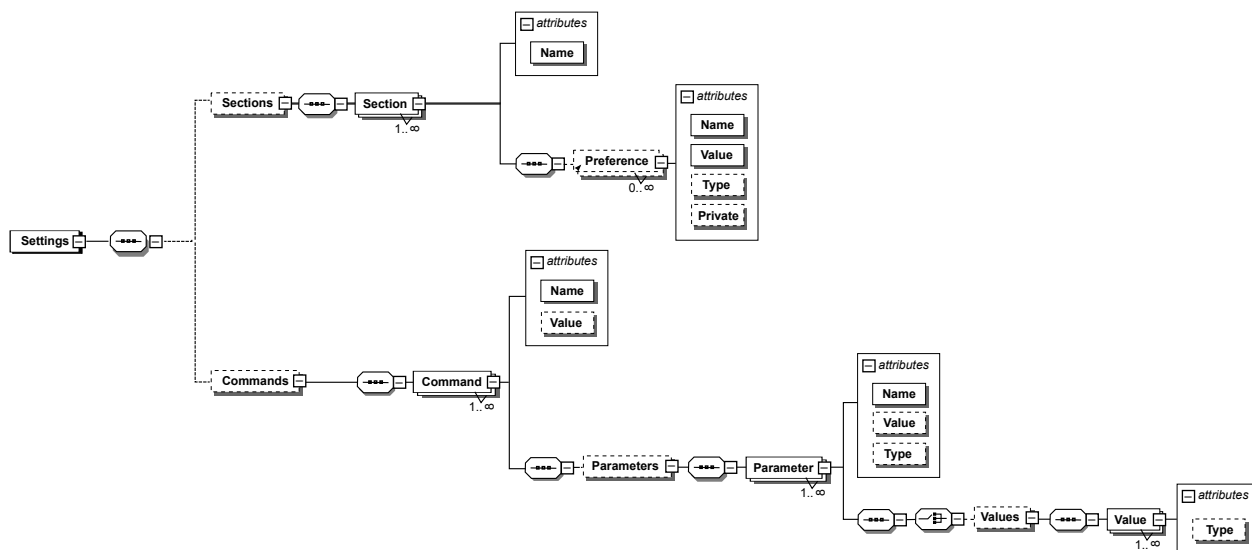 attributes
Name
Sections
Section
1..∞
attributes
Name
Value
Type
Private
Preference
0..∞
Settings
attributes
Name
Value
Commands
Command
1..∞
attributes
Name
Value
Type
Parameters
Parameter
1..∞
attributes
Type
Values
Value
1..∞